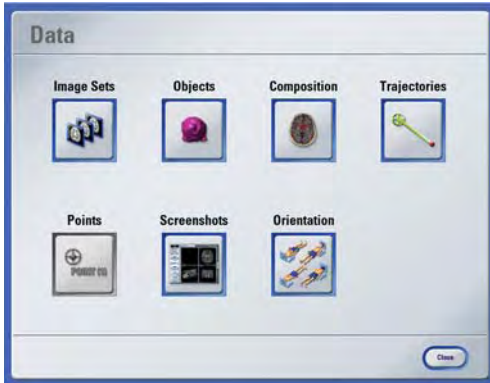 Data
Image Sets
Objects
Composition
Trajectories
Points
Screenshots
Orientation
Close